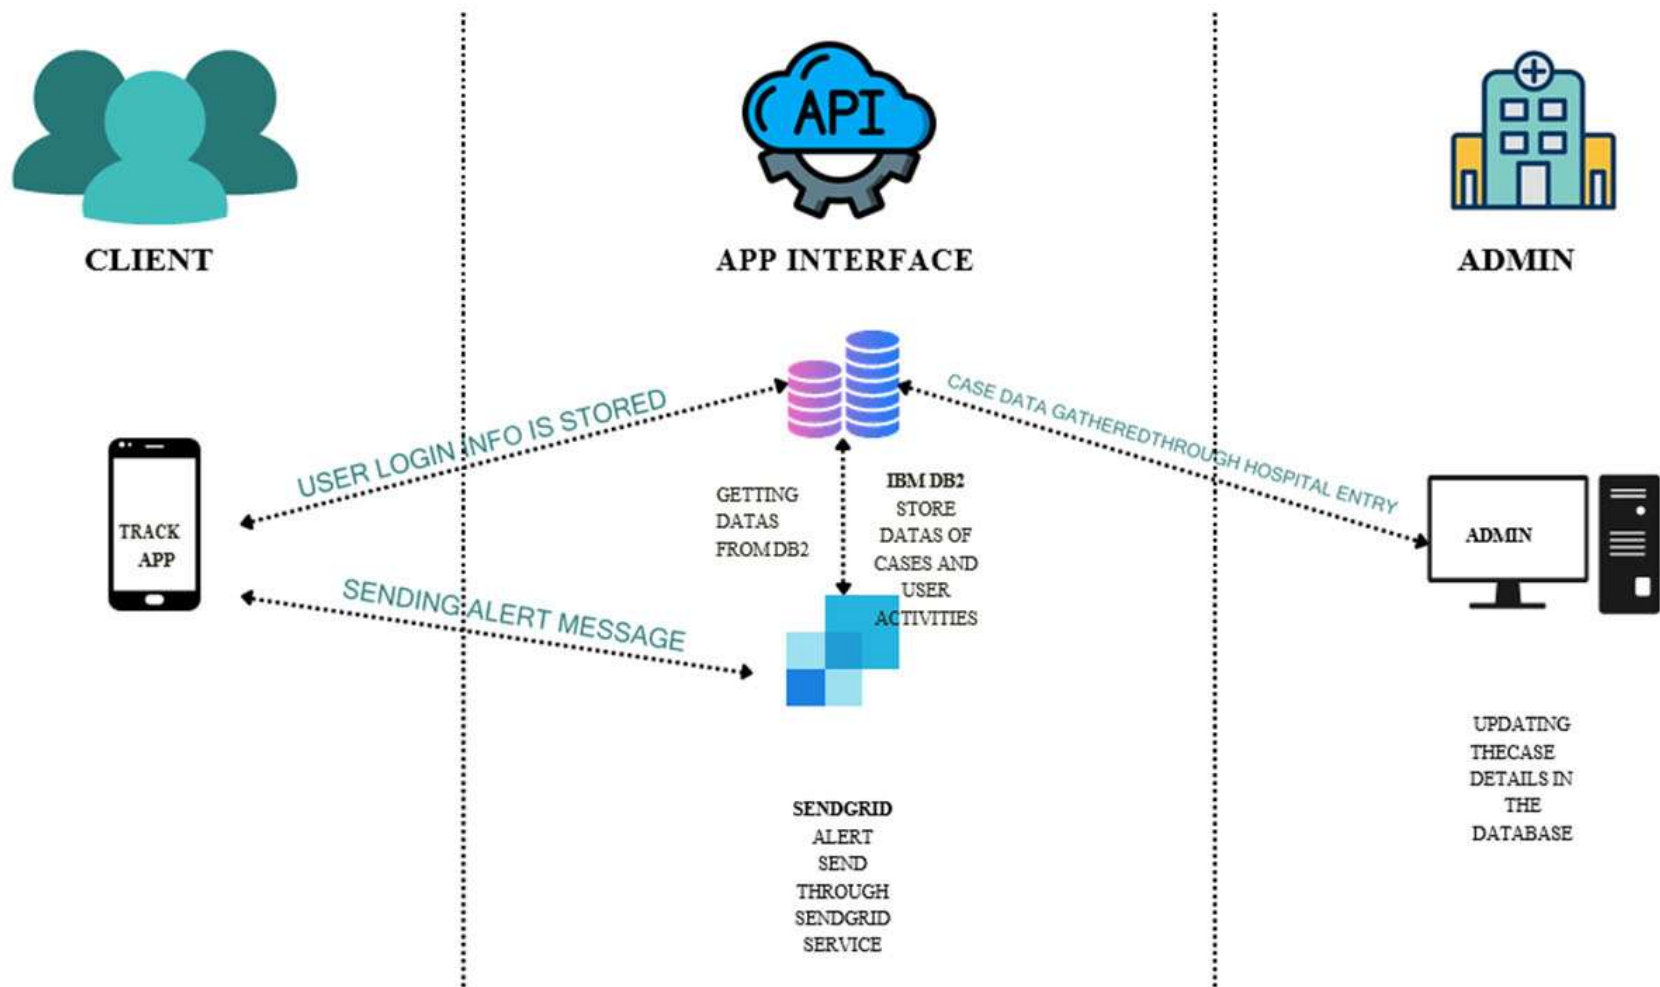 API
CLIENT
APP INTERFACE
ADMIN
USER LOGIN INFO IS STORED
CASE DATA GATHEREDTHROUGH HOSPITAL ENTRY
TRACK
APP
GETTING
DATAS
FROM DB2
IBM DB2
STORE
DATAS OF
CASES AND
USER
ACTIVITIES
ADMIN
SENDING ALERT MESSAGE
SENDGRID
ALERT
SEND
THROUGH
SENDGRID
SERVICE
UPDATING
THECASE
DETAILS IN
THE
DATABASE